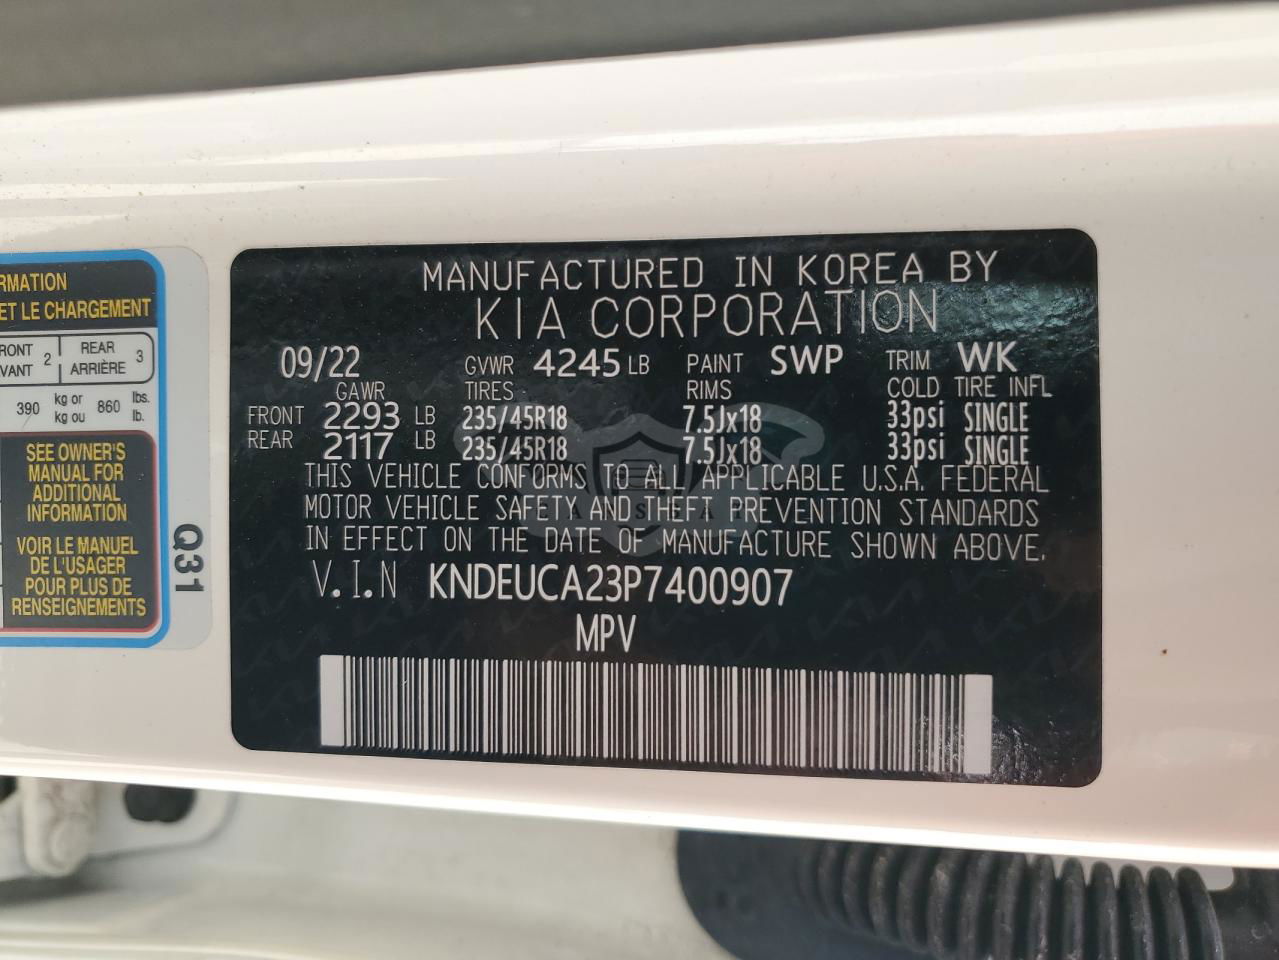 MANUFACTURED IN KOREA BY
KIA CORPORATION
09/22 GVWR 4245 LB PAINT SWP TRIM WK
GAWR TIRES RIMS COLD TIRE INFL
FRONT 2293 LB 235/45R18 7.5Jx18 33psi SINGLE
REAR 2117 LB 235/45R18 7.5Jx18 33psi SINGLE
THIS VEHICLE CONFORMS TO ALL APPLICABLE U.S.A. FEDERAL
MOTOR VEHICLE SAFETY AND THEFT PREVENTION STANDARDS
IN EFFECT ON THE DATE OF MANUFACTURE SHOWN ABOVE.
V.I.N KNDEUCA23P7400907
MPV
ET LE CHARGEMENT
2 REAR 3
ARRIÈRE
390 kg or 860 lbs.
kg ou lb.
SEE OWNER'S
MANUAL FOR
ADDITIONAL
INFORMATION
VOIR LE MANUEL
DE L'USAGER
POUR PLUS DE
RENSEIGNEMENTS
Q31